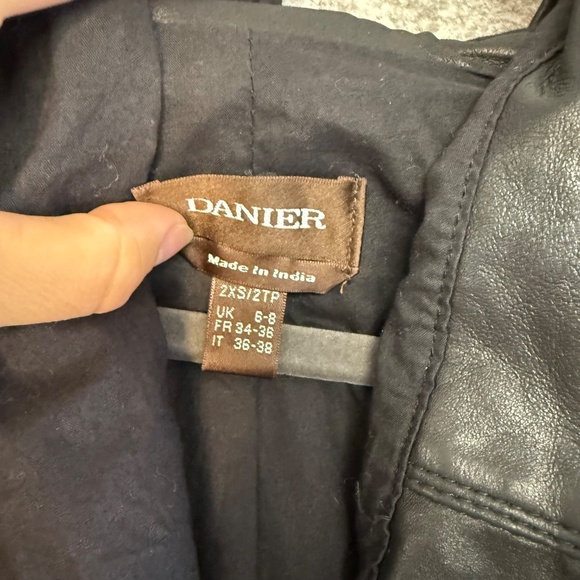 DANIER
Made in India
2XS/2TP
UK 6-8
FR 34-36
IT 36-38